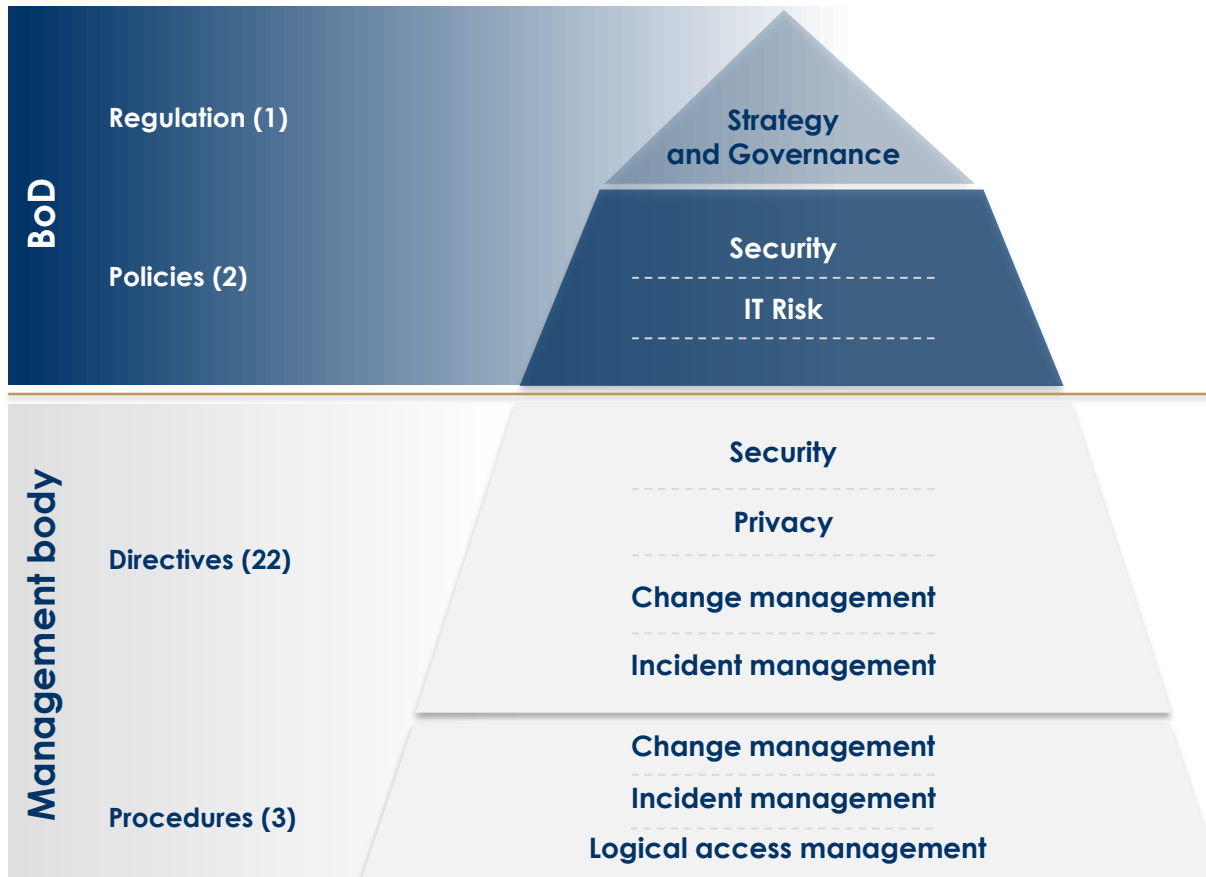 BoD
Regulation (1)
Strategy
and Governance
Policies (2)
Security
IT Risk
Management body
Directives (22)
Security
Privacy
Change management
Incident management
Procedures (3)
Change management
Incident management
Logical access management